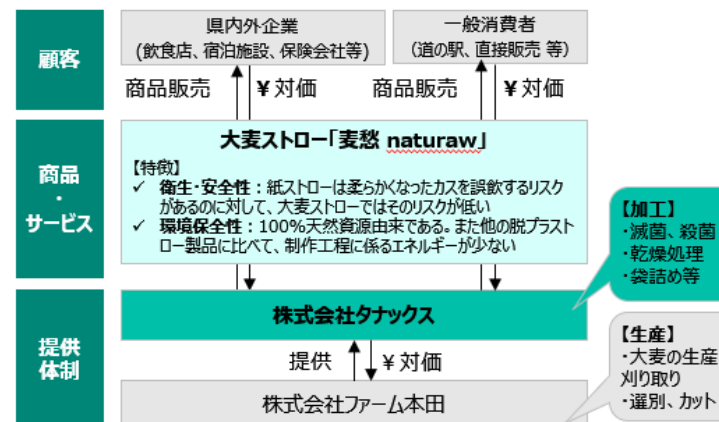 顧客
県内外企業
(飲食店、宿泊施設、保険会社等)
一般消費者
(道の駅、直接販売 等)
商品販売
¥対価
商品販売
¥対価
商品
・
サービス
大麦ストロー「麦愁 naturaw」
【特徴】
✓ 衛生・安全性：紙ストローは柔らかくなったカスを誤飲するリスク
があるのに対して、大麦ストローではそのリスクが低い
✓ 環境保全性：100%天然資源由来である。また他の脱プラスト
ロー製品に比べて、制作工程に係るエネルギーが少ない
【加工】
・滅菌、殺菌
・乾燥処理
・袋詰め等
提供
体制
株式会社タナックス
提供
¥対価
株式会社ファーム本田
【生産】
・大麦の生産
刈り取り
・選別、カット